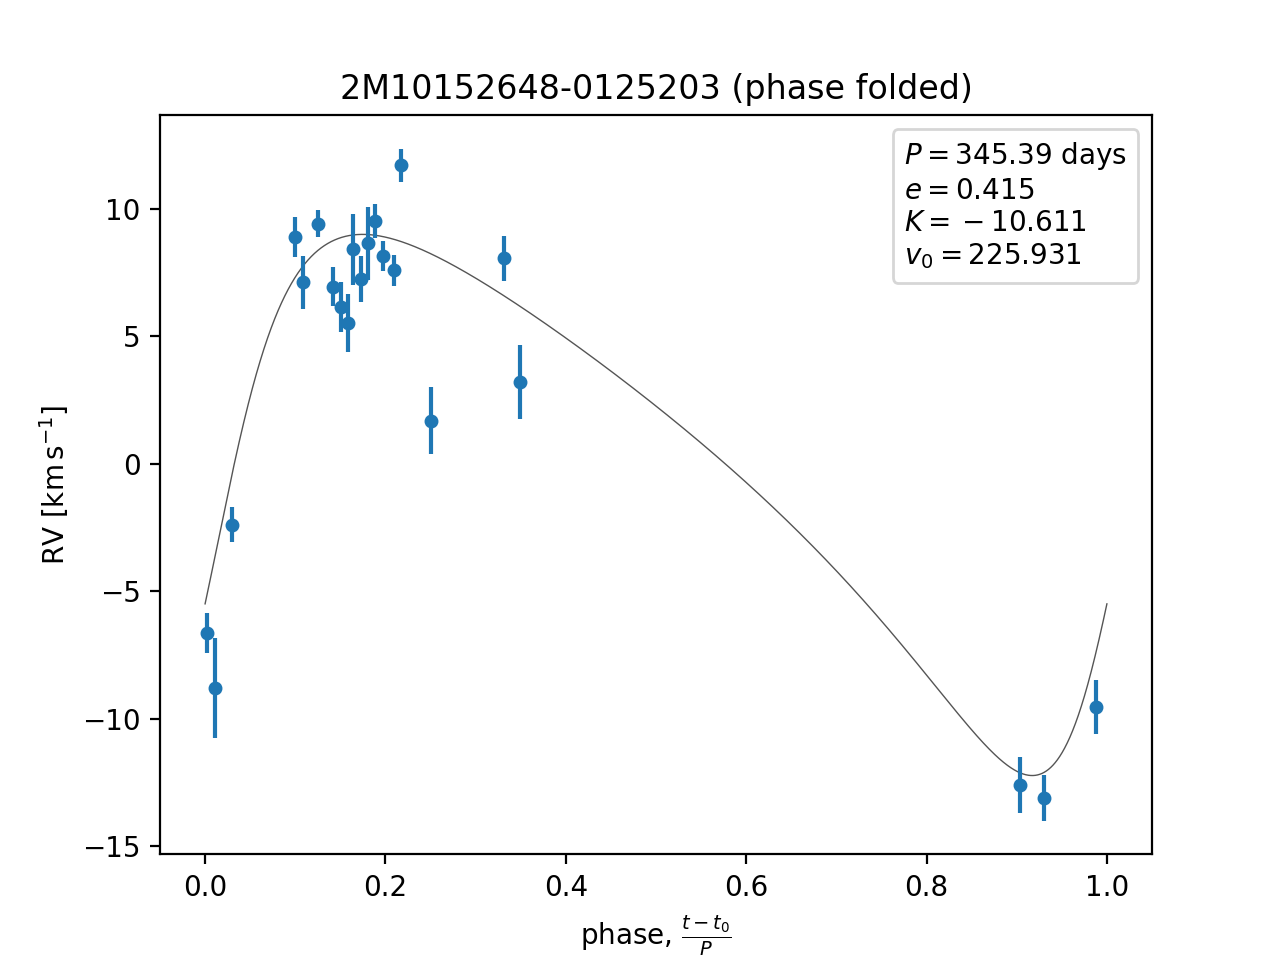 2M10152648-0125203 (phase folded)
P = 345.39 days
e = 0.415
K = −10.611
v₀ = 225.931
RV [km s⁻¹]
10
5
0
−5
−10
−15
0.0 0.2 0.4 0.6 0.8 1.0
phase, (t − t₀)/P